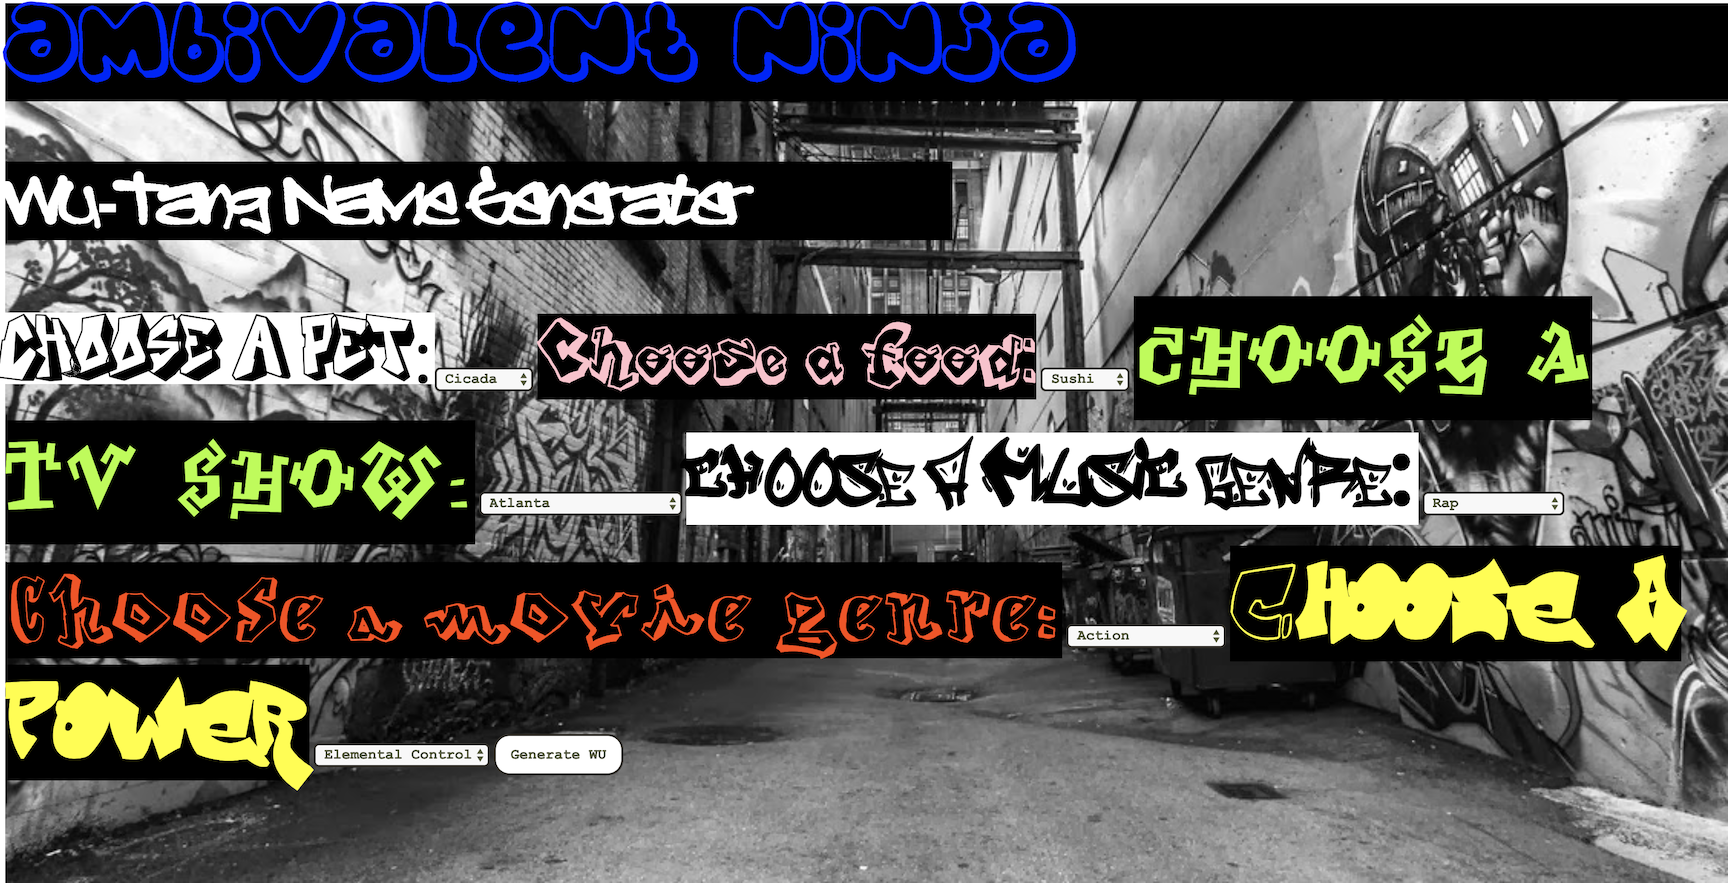 ambivalent ninja
Wu-Tang Name Generator
CHOOSE A PET: Cicada Choose a food: Sushi CHOOSE A
TV SHOW: Atlanta CHOOSE A MUSIC GENRE: Rap
Choose a movie genre: Action CHOOSE A
POWER Elemental Control Generate WU